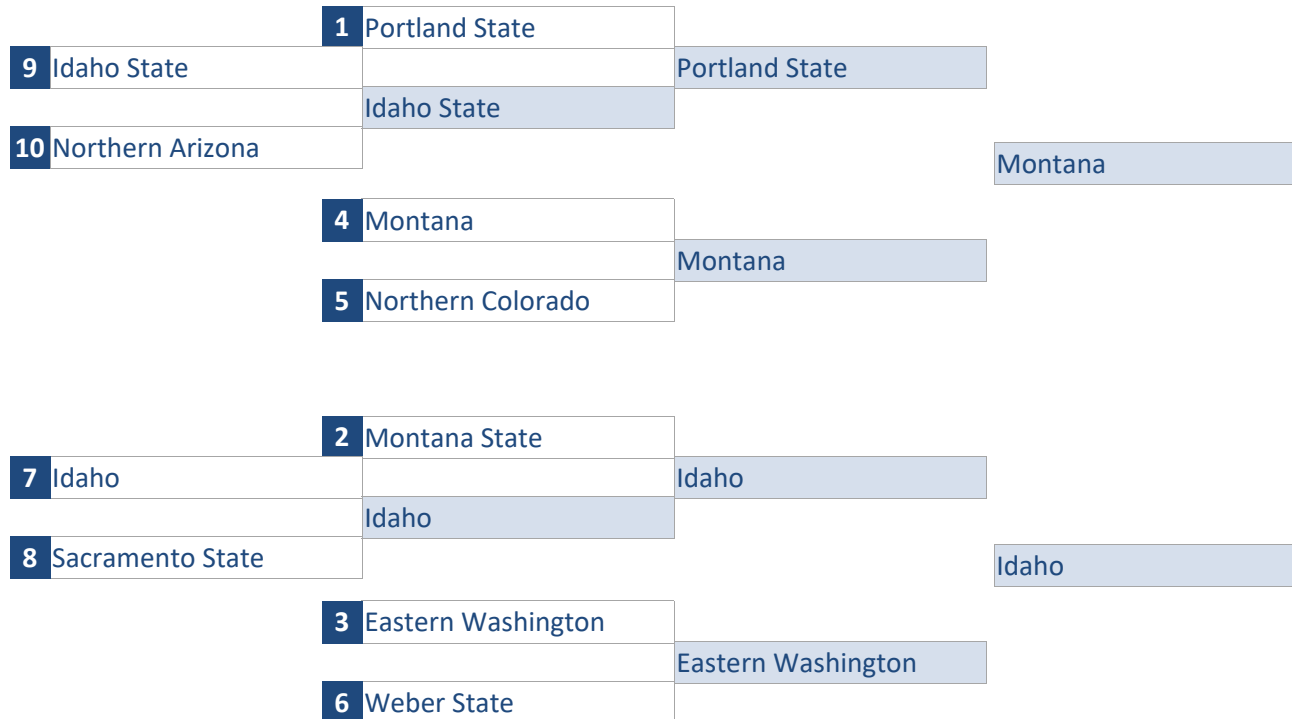 1 Portland State
9 Idaho State
Portland State
Idaho State
10 Northern Arizona
Montana
4 Montana
Montana
5 Northern Colorado
2 Montana State
7 Idaho
Idaho
Idaho
8 Sacramento State
Idaho
3 Eastern Washington
Eastern Washington
6 Weber State